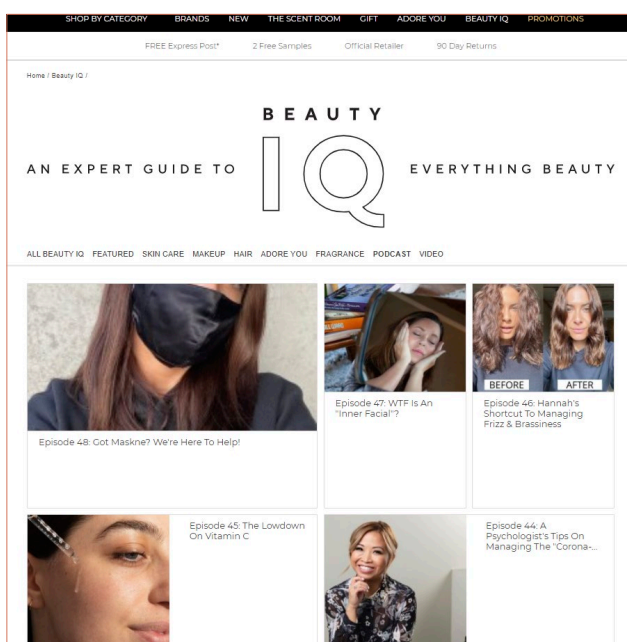 SHOP BY CATEGORY BRANDS NEW THE SCENT ROOM GIFT ADORE YOU BEAUTY IQ PROMOTIONS
FREE Express Post* 2 Free Samples Official Retailer 90 Day Returns
Home / Beauty IQ /
BEAUTY
AN EXPERT GUIDE TO IQ EVERYTHING BEAUTY
ALL BEAUTY IQ FEATURED SKIN CARE MAKEUP HAIR ADORE YOU FRAGRANCE PODCAST VIDEO
Episode 48: Got Maskne? We're Here To Help!
Episode 47: WTF Is An
"Inner Facial"?
BEFORE AFTER
Episode 46: Hannah's
Shortcut To Managing
Frizz & Brassiness
Episode 45: The Lowdown
On Vitamin C
Episode 44: A
Psychologist's Tips On
Managing The "Corona-...